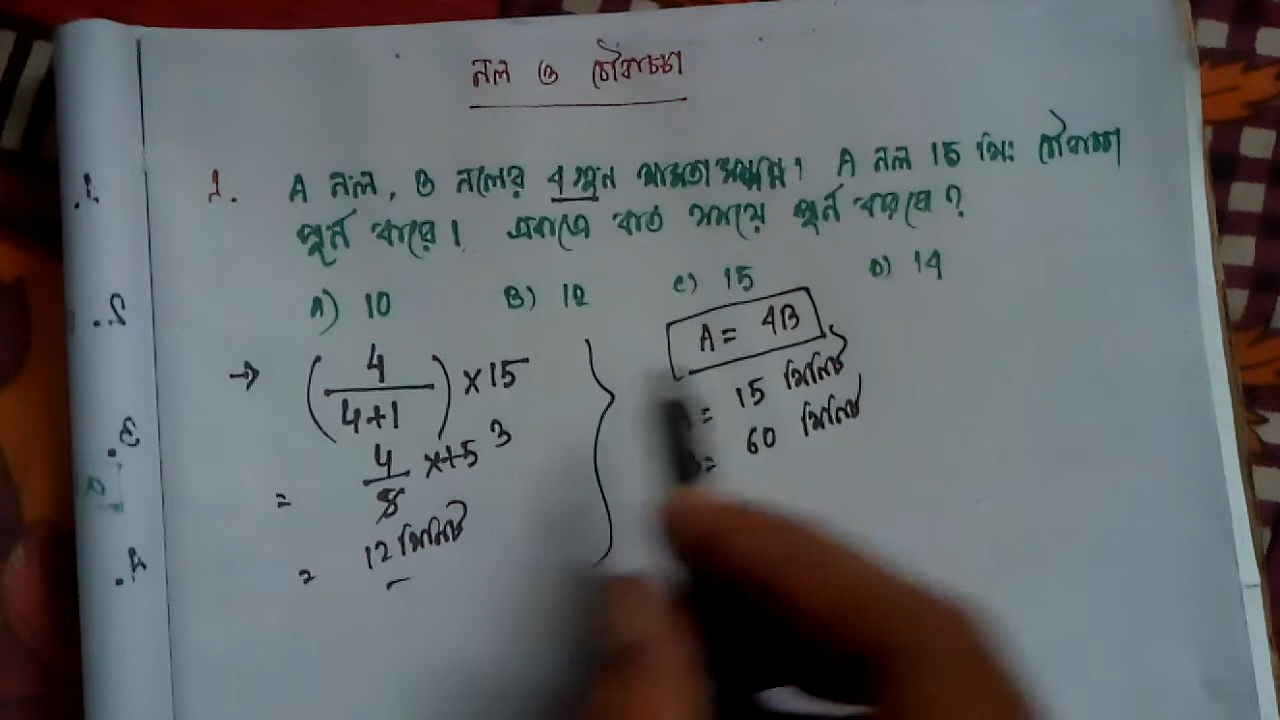 নল ও চৌবাচ্চা
1. A নল, B নলের 4 গুন ক্ষমতা সম্পন্ন। A নল 15 মিঃ চৌবাচ্চা
পূর্ন করে। একত্রে কত সময়ে পূর্ন করবে?
A) 10 B) 12 C) 15 D) 14
→ (4/4+1) × 15
= 4/5 × 15 3
= 12 মিনিট
A = 4B
= 15 মিনিট
= 60 মিনিট